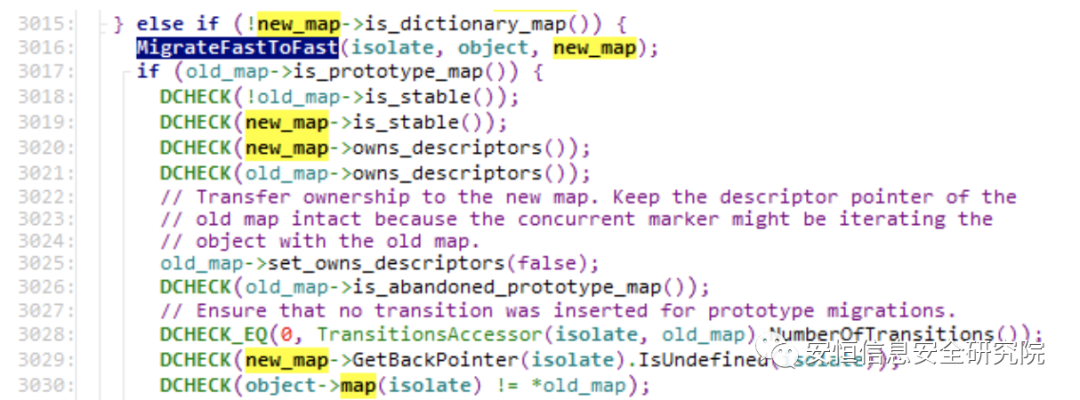 3015: } else if (!new_map->is_dictionary_map()) {
3016: MigrateFastToFast(isolate, object, new_map);
3017: if (old_map->is_prototype_map()) {
3018: DCHECK(!old_map->is_stable());
3019: DCHECK(new_map->is_stable());
3020: DCHECK(new_map->owns_descriptors());
3021: DCHECK(old_map->owns_descriptors());
3022: // Transfer ownership to the new map. Keep the descriptor pointer of the
3023: // old map intact because the concurrent marker might be iterating the
3024: // object with the old map.
3025: old_map->set_owns_descriptors(false);
3026: DCHECK(old_map->is_abandoned_prototype_map());
3027: // Ensure that no transition was inserted for prototype migrations.
3028: DCHECK_EQ(0, TransitionsAccessor(isolate, old_map).NumberOfTransitions());
3029: DCHECK(new_map->GetBackPointer(isolate).IsUndefined(isolate));
3030: DCHECK(object->map(isolate) != *old_map);
安恒信息安全研究院